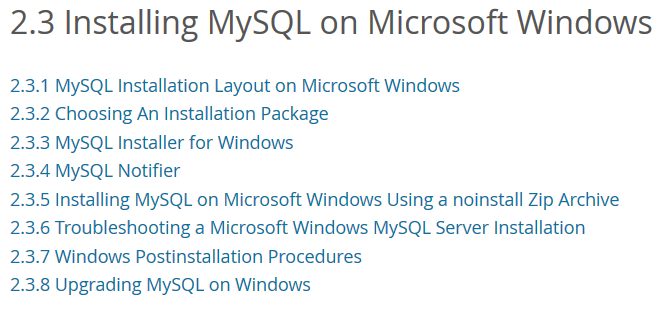 2.3 Installing MySQL on Microsoft Windows
2.3.1 MySQL Installation Layout on Microsoft Windows
2.3.2 Choosing An Installation Package
2.3.3 MySQL Installer for Windows
2.3.4 MySQL Notifier
2.3.5 Installing MySQL on Microsoft Windows Using a noinstall Zip Archive
2.3.6 Troubleshooting a Microsoft Windows MySQL Server Installation
2.3.7 Windows Postinstallation Procedures
2.3.8 Upgrading MySQL on Windows